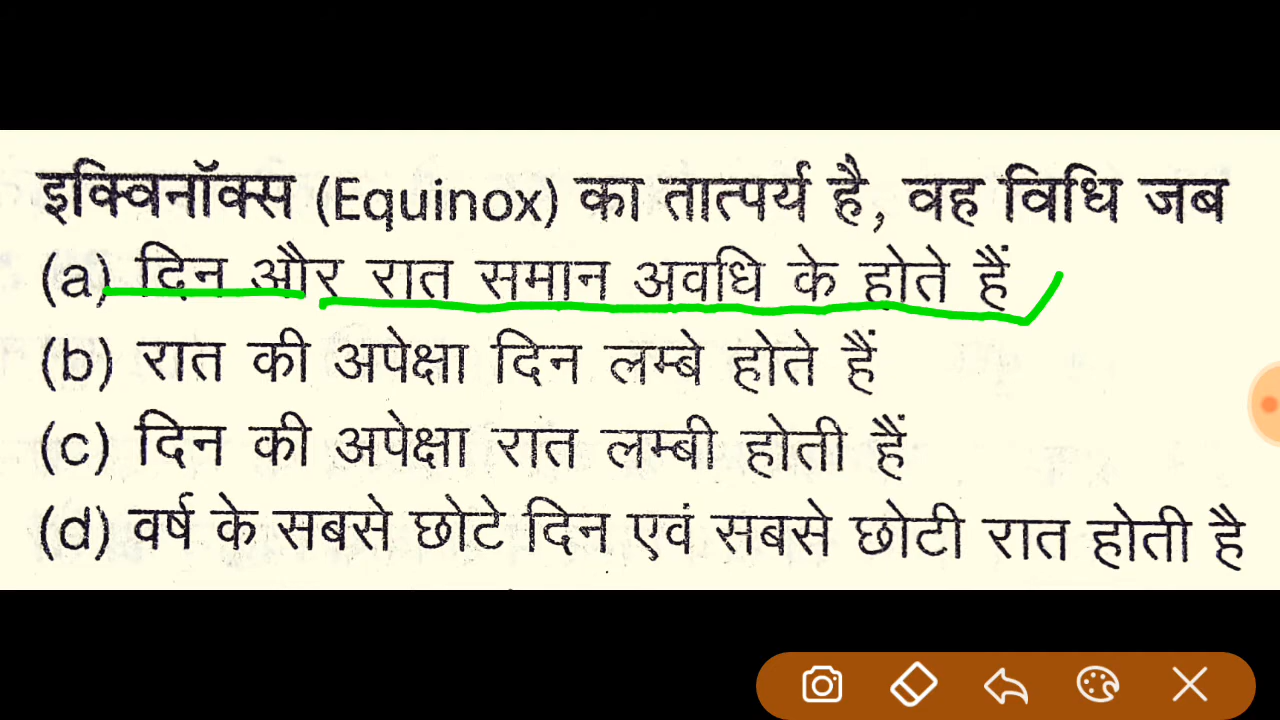 इक्विनॉक्स (Equinox) का तात्पर्य है, वह विधि जब
(a) दिन और रात समान अवधि के होते हैं
(b) रात की अपेक्षा दिन लम्बे होते हैं
(c) दिन की अपेक्षा रात लम्बी होती हैं
(d) वर्ष के सबसे छोटे दिन एवं सबसे छोटी रात होती है